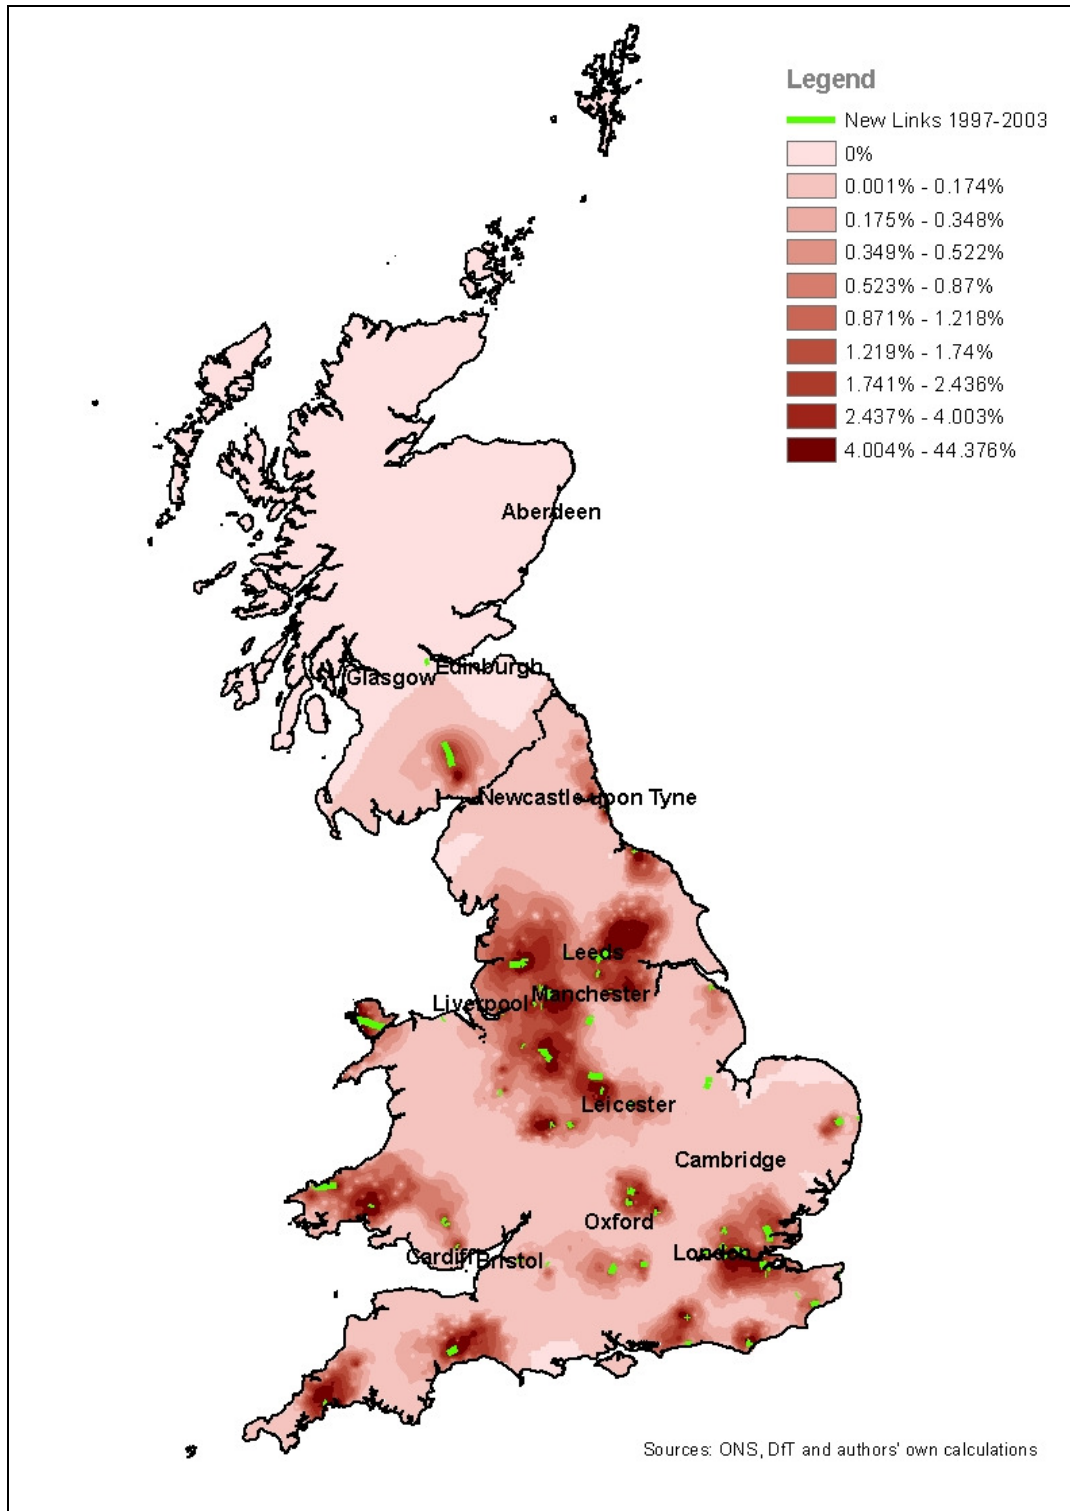 Legend
New Links 1997-2003
0%
0.001% - 0.174%
0.175% - 0.348%
0.349% - 0.522%
0.523% - 0.87%
0.871% - 1.218%
1.219% - 1.74%
1.741% - 2.436%
2.437% - 4.003%
4.004% - 44.376%
Aberdeen
Edinburgh
Glasgow
Newcastle upon Tyne
Leeds
Manchester
Liverpool
Leicester
Cambridge
Oxford
London
Cardiff
Bristol
Sources: ONS, DfT and authors' own calculations